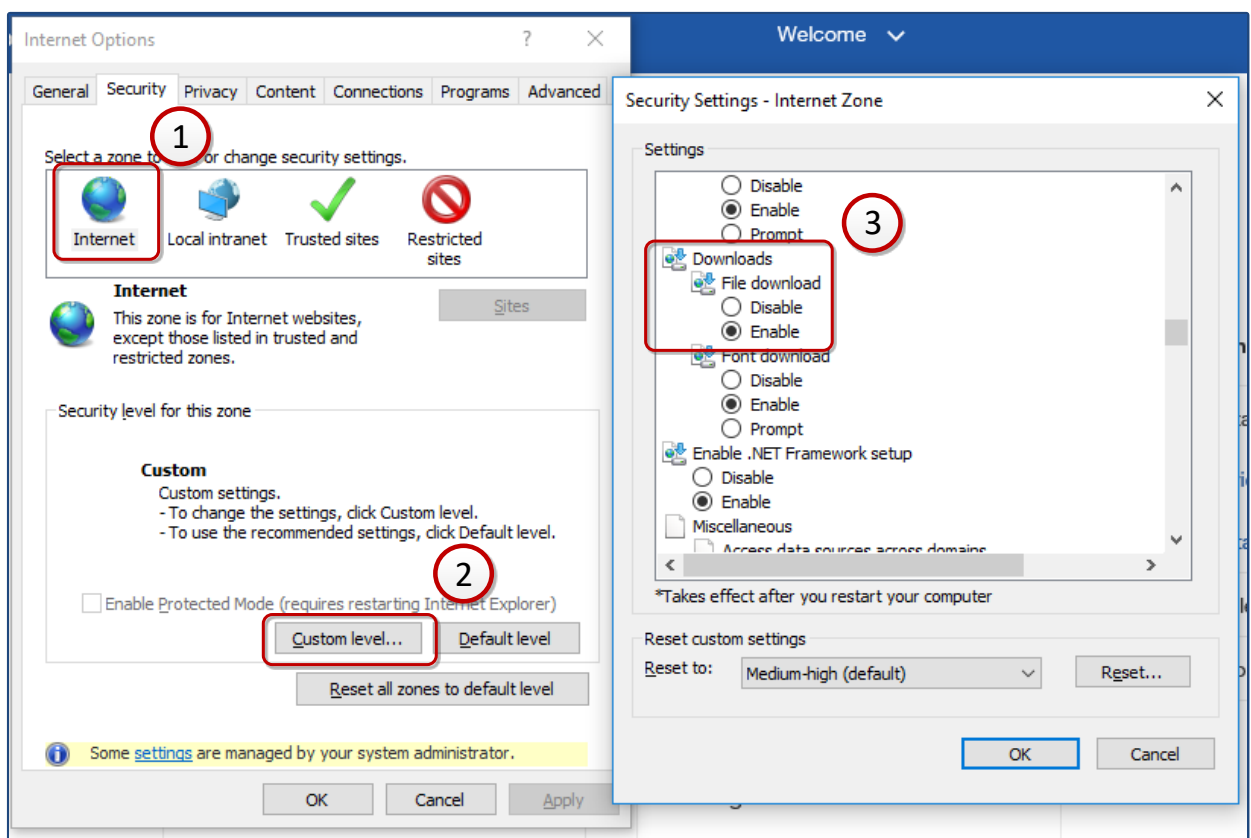 Welcome
Internet Options
?
General Security Privacy Content Connections Programs Advanced
1
Select a zone to or change security settings.
Internet
Local intranet
Trusted sites
Restricted
sites
Internet
Sites
This zone is for Internet websites,
except those listed in trusted and
restricted zones.
Security level for this zone
Custom
Custom settings.
- To change the settings, click Custom level.
- To use the recommended settings, click Default level.
2
Enable Protected Mode (requires restarting Internet Explorer)
Custom level...
Default level
Reset all zones to default level
Some settings are managed by your system administrator.
OK
Cancel
Apply
Security Settings - Internet Zone
Settings
Disable
Enable
Prompt
3
Downloads
File download
Disable
Enable
Font download
Disable
Enable
Prompt
Enable .NET Framework setup
Disable
Enable
Miscellaneous
Access data sources across domains
*Takes effect after you restart your computer
Reset custom settings
Reset to:
Medium-high (default)
Reset...
OK
Cancel